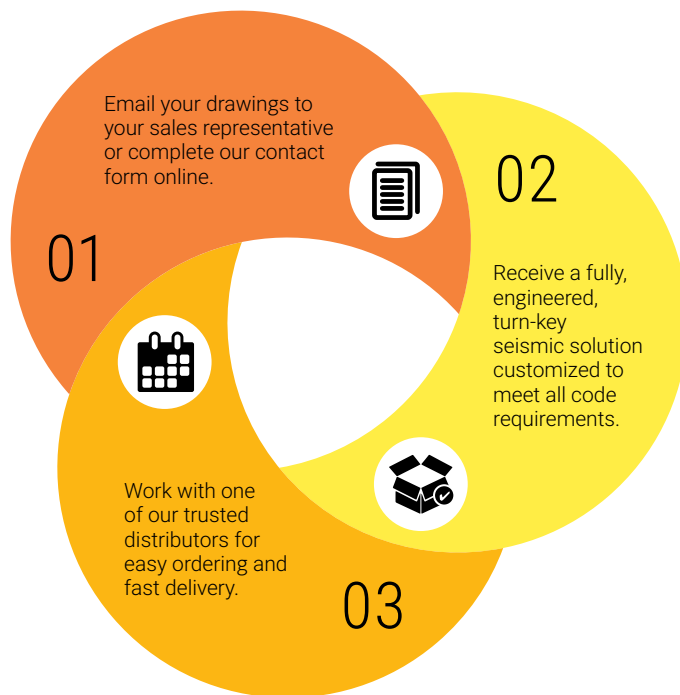 01
Email your drawings to
your sales representative
or complete our contact
form online.
02
Receive a fully,
engineered,
turn-key
seismic solution
customized to
meet all code
requirements.
03
Work with one
of our trusted
distributors for
easy ordering and
fast delivery.